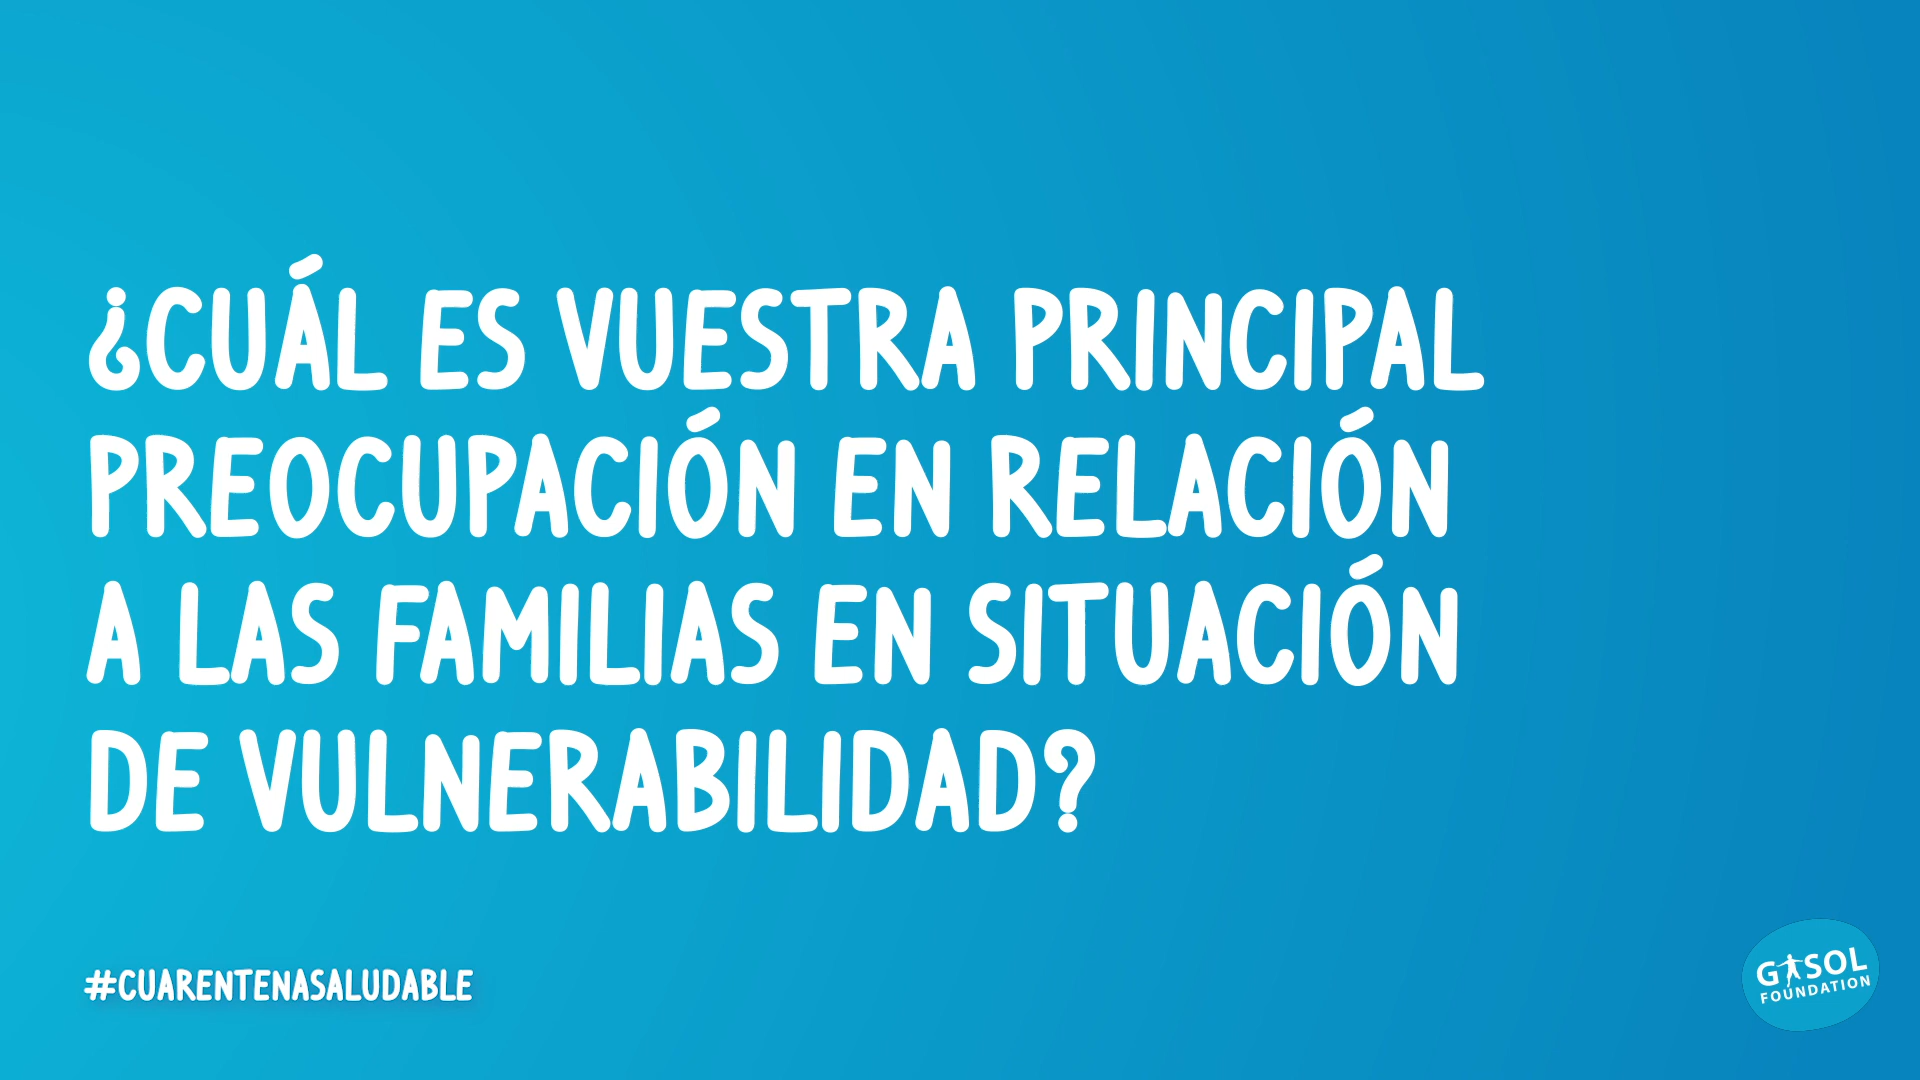 ¿CUÁL ES VUESTRA PRINCIPAL
PREOCUPACIÓN EN RELACIÓN
A LAS FAMILIAS EN SITUACIÓN
DE VULNERABILIDAD?
#CUARENTENASALUDABLE
GASOL
FOUNDATION